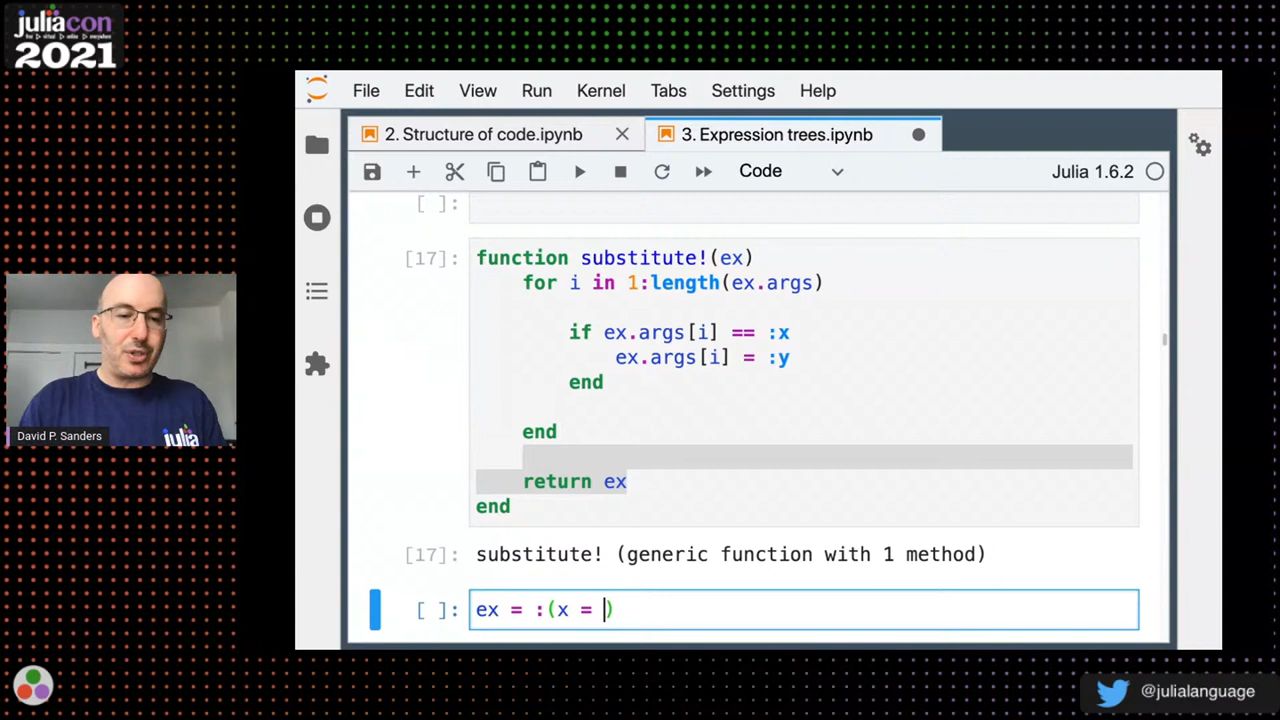 juliacon
2021
File Edit View Run Kernel Tabs Settings Help
2. Structure of code.ipynb
3. Expression trees.ipynb
Code
Julia 1.6.2
[ ]:
[17]: function substitute!(ex)
for i in 1:length(ex.args)
if ex.args[i] == :x
ex.args[i] = :y
end
end
return ex
end
[17]: substitute! (generic function with 1 method)
[ ]: ex = :(x = )
julia
David P. Sanders
@julialanguage